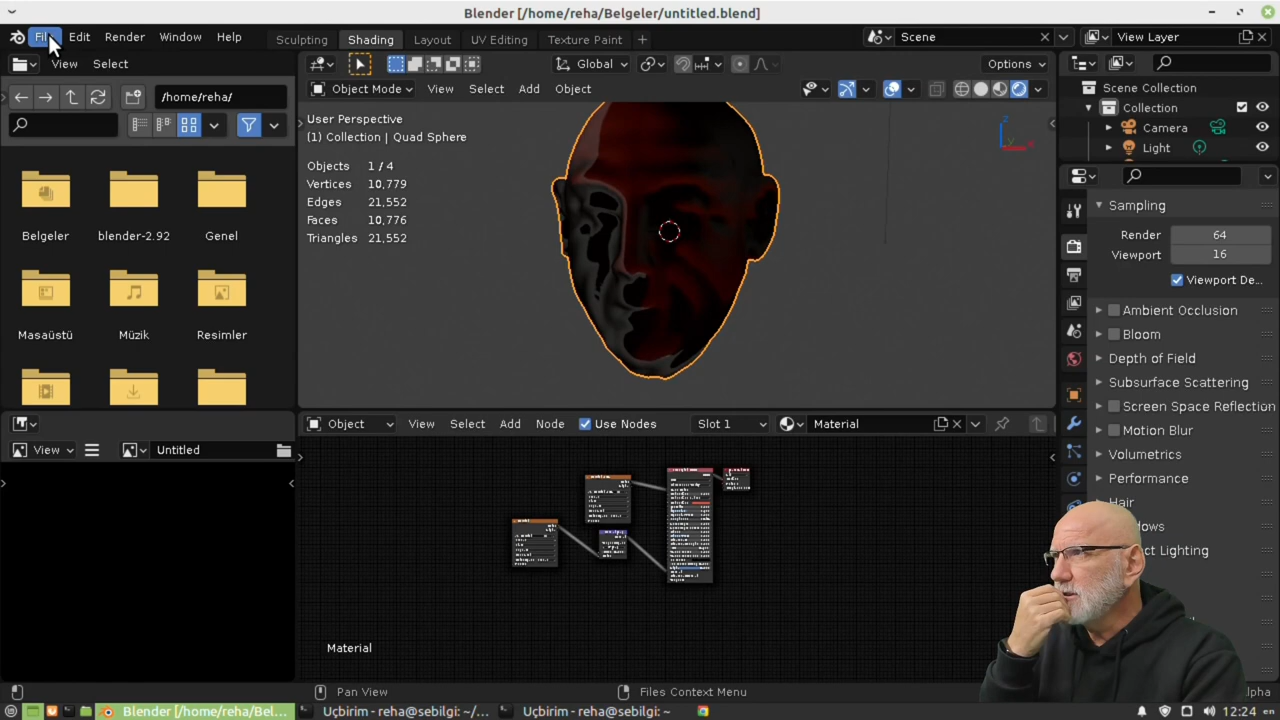 Blender [/home/reha/Belgeler/untitled.blend]
Edit Render Window Help
Sculpting Shading Layout UV Editing Texture Paint +
Scene
View Layer
View Select
Global
Options
/home/reha/
Object Mode View Select Add Object
User Perspective
(1) Collection | Quad Sphere
Objects 1 / 4
Vertices 10,779
Edges 21,552
Faces 10,776
Triangles 21,552
Belgeler blender-2.92 Genel
Masaüstü Müzik Resimler
Scene Collection
Collection
Camera
Light
Sampling
Render 64
Viewport 16
Viewport De...
Ambient Occlusion
Bloom
Depth of Field
Subsurface Scattering
Screen Space Reflection
Motion Blur
Volumetrics
Performance
Hair
Object View Select Add Node Use Nodes Slot 1 Material
View Untitled
Material
Pan View
Files Context Menu
Blender [/home/reha/Bel...
Uçbirim - reha@sebilgi: ~/...
Uçbirim - reha@sebilgi: ~
12:24
en